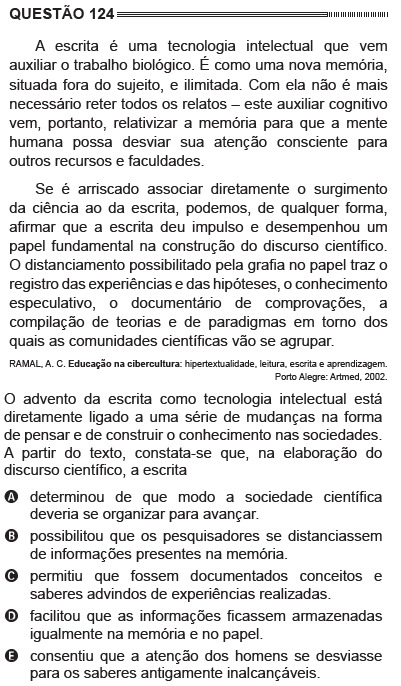 QUESTÃO 124
A escrita é uma tecnologia intelectual que vem
auxiliar o trabalho biológico. É como uma nova memória,
situada fora do sujeito, e ilimitada. Com ela não é mais
necessário reter todos os relatos – este auxiliar cognitivo
vem, portanto, relativizar a memória para que a mente
humana possa desviar sua atenção consciente para
outros recursos e faculdades.
Se é arriscado associar diretamente o surgimento
da ciência ao da escrita, podemos, de qualquer forma,
afirmar que a escrita deu impulso e desempenhou um
papel fundamental na construção do discurso científico.
O distanciamento possibilitado pela grafia no papel traz o
registro das experiências e das hipóteses, o conhecimento
especulativo, o documentário de comprovações, a
compilação de teorias e de paradigmas em torno dos
quais as comunidades científicas vão se agrupar.
RAMAL, A. C. Educação na cibercultura: hipertextualidade, leitura, escrita e aprendizagem.
Porto Alegre: Artmed, 2002.
O advento da escrita como tecnologia intelectual está
diretamente ligado a uma série de mudanças na forma
de pensar e de construir o conhecimento nas sociedades.
A partir do texto, constata-se que, na elaboração do
discurso científico, a escrita
A determinou de que modo a sociedade científica
deveria se organizar para avançar.
B possibilitou que os pesquisadores se distanciassem
de informações presentes na memória.
C permitiu que fossem documentados conceitos e
saberes advindos de experiências realizadas.
D facilitou que as informações ficassem armazenadas
igualmente na memória e no papel.
E consentiu que a atenção dos homens se desviasse
para os saberes antigamente inalcançáveis.